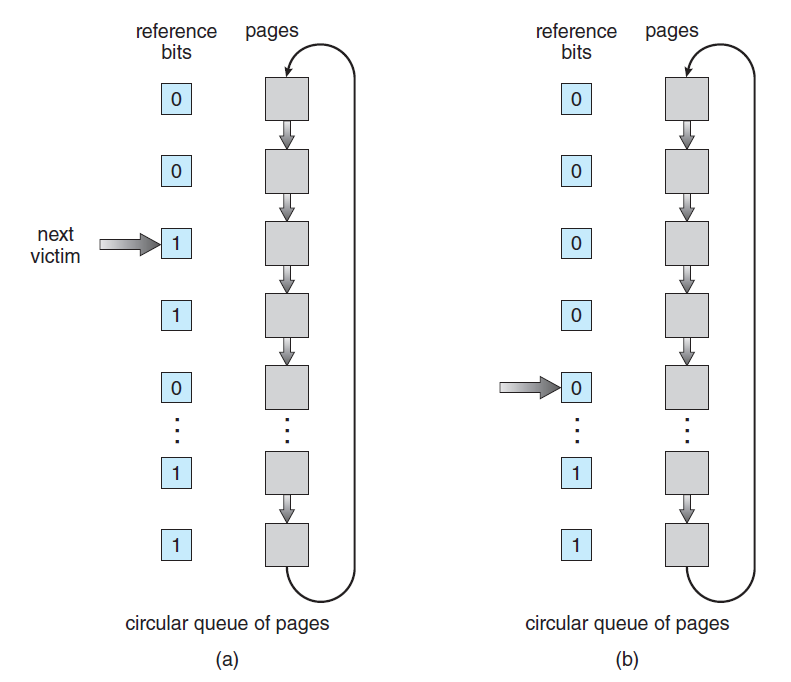 reference bits
pages
0
0
next victim
1
1
0
1
1
circular queue of pages
(a)
reference bits
pages
0
0
0
0
0
1
1
circular queue of pages
(b)